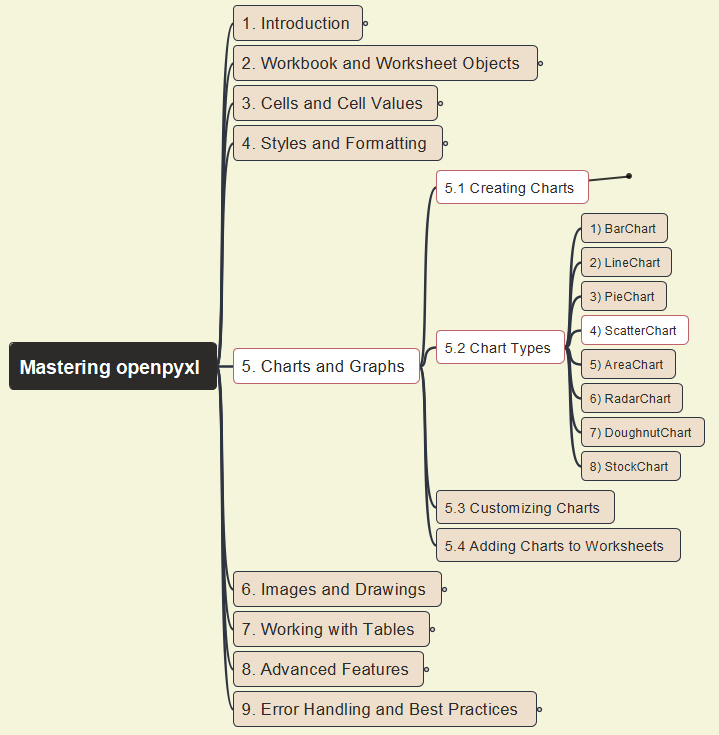 Mastering openpyxl
1. Introduction
2. Workbook and Worksheet Objects
3. Cells and Cell Values
4. Styles and Formatting
5. Charts and Graphs
5.1 Creating Charts
5.2 Chart Types
1) BarChart
2) LineChart
3) PieChart
4) ScatterChart
5) AreaChart
6) RadarChart
7) DoughnutChart
8) StockChart
5.3 Customizing Charts
5.4 Adding Charts to Worksheets
6. Images and Drawings
7. Working with Tables
8. Advanced Features
9. Error Handling and Best Practices